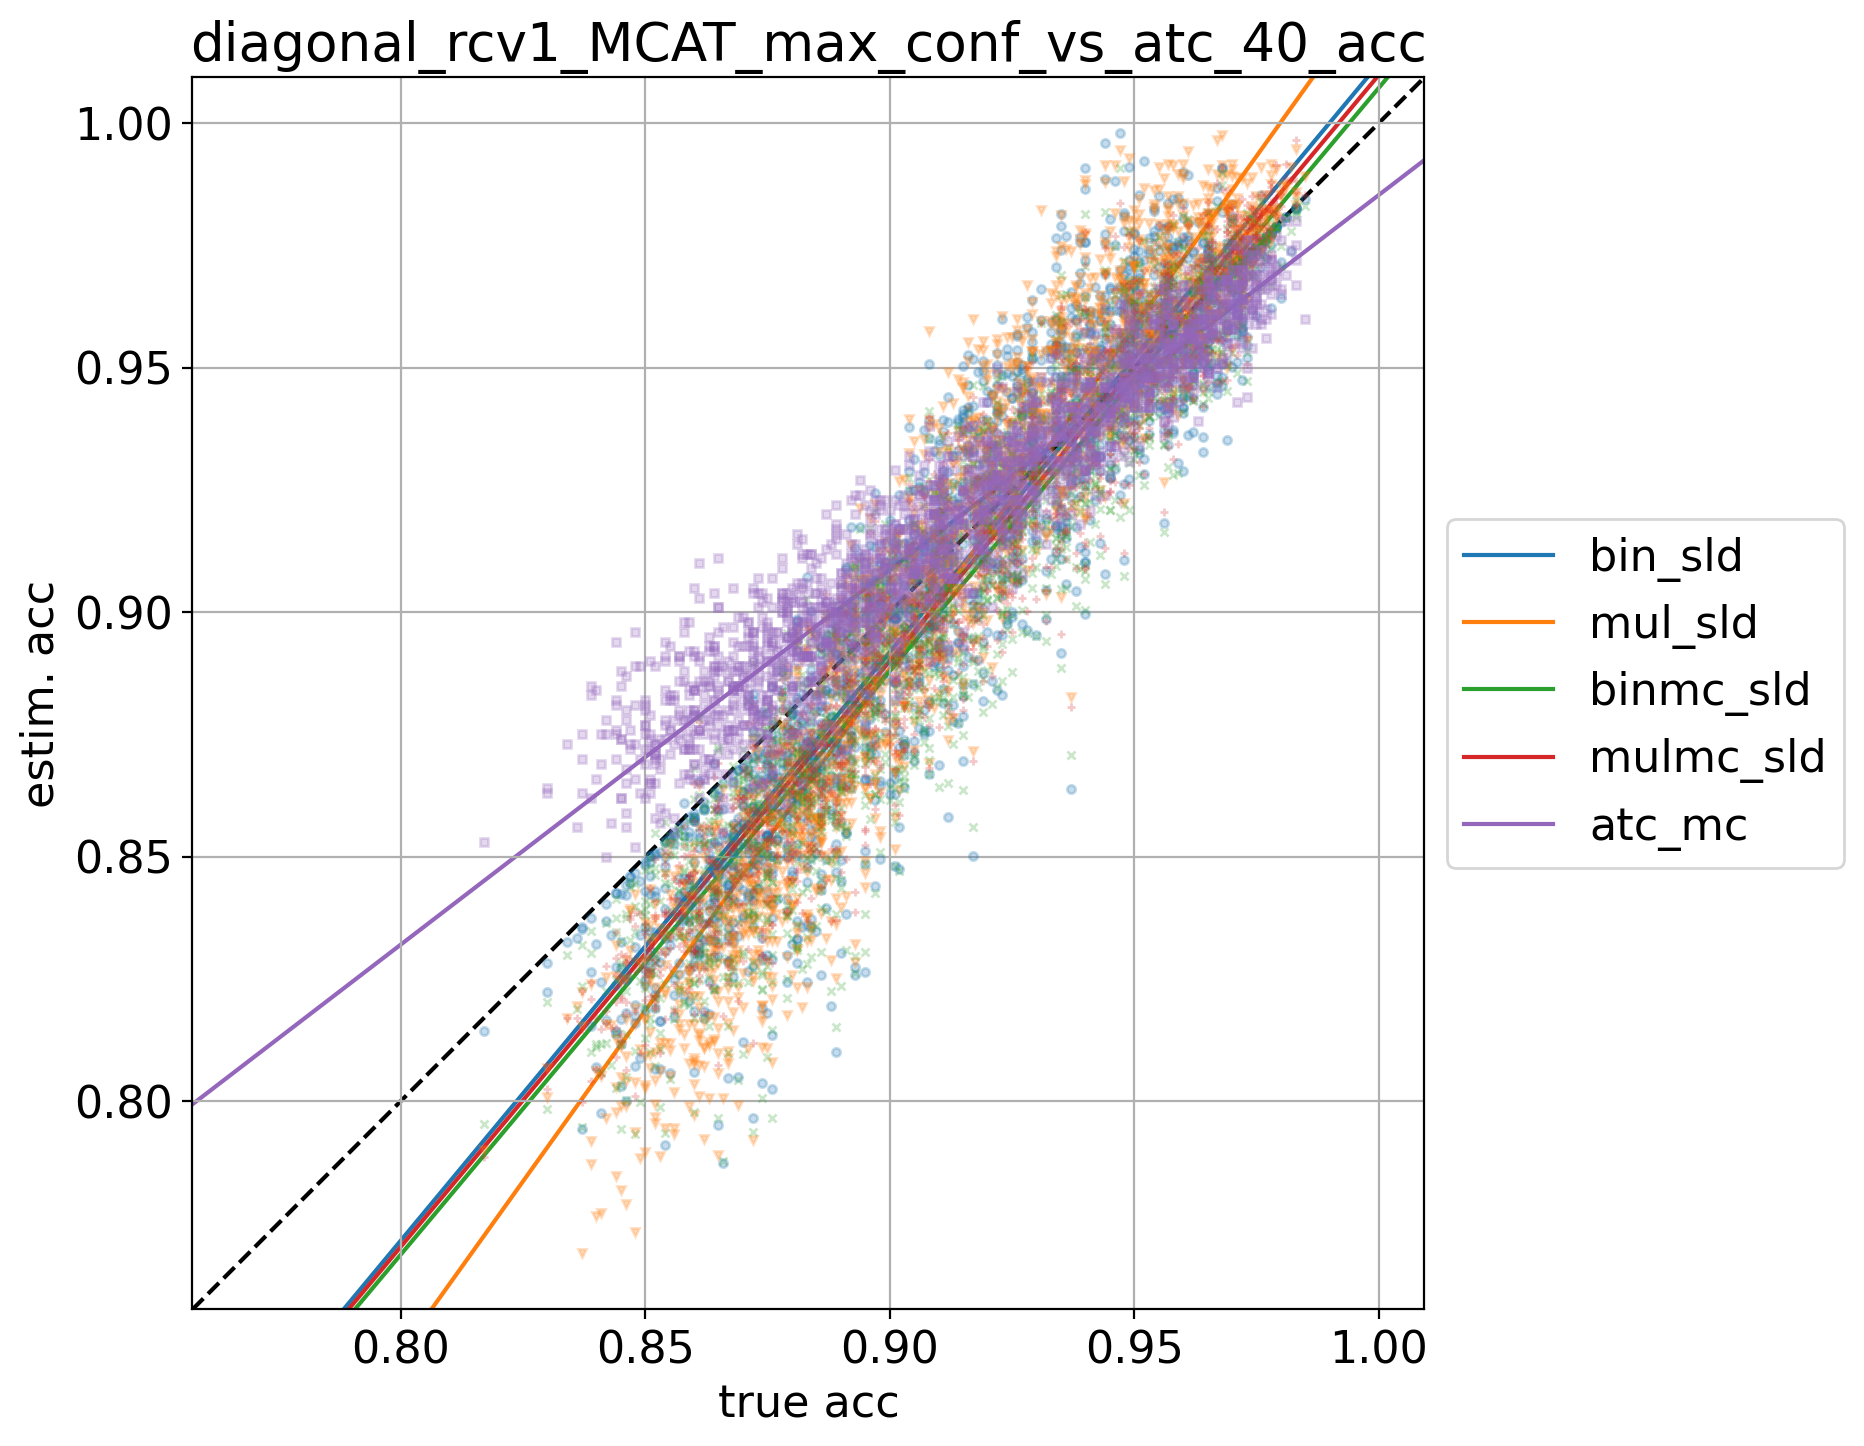 diagonal_rcv1_MCAT_max_conf_vs_atc_40_acc
1.00
0.95
0.90
0.85
0.80
estim. acc
0.80 0.85 0.90 0.95 1.00
true acc
bin_sld
mul_sld
binmc_sld
mulmc_sld
atc_mc